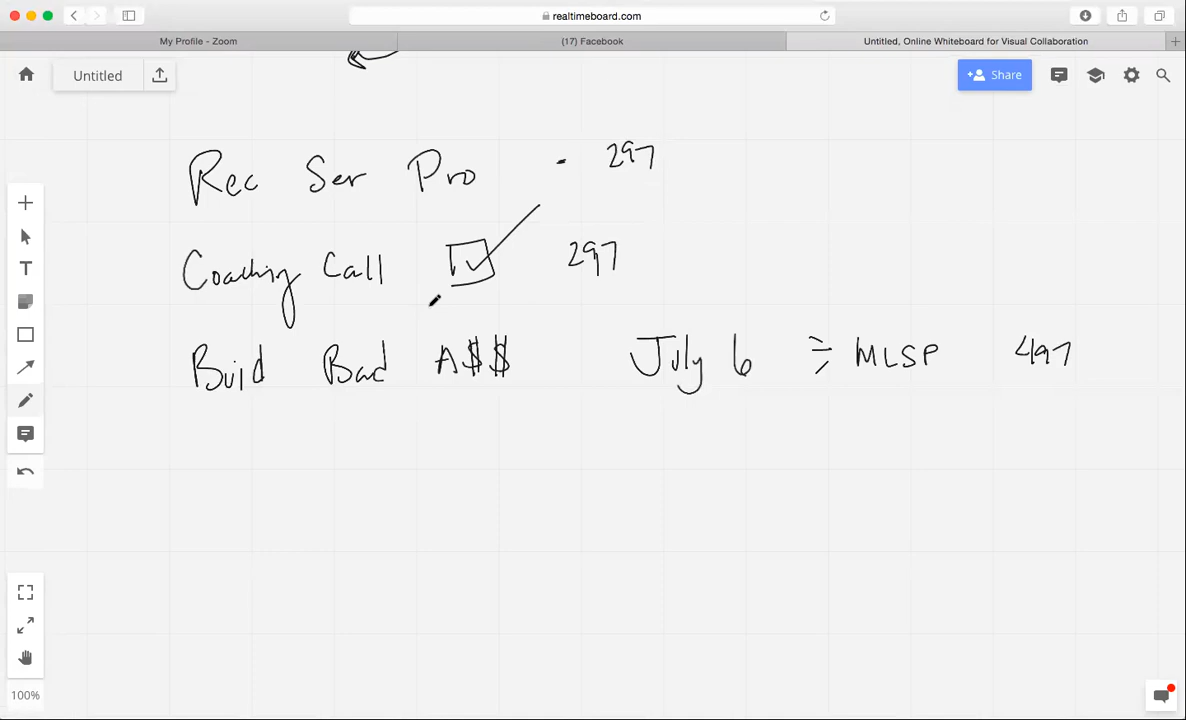 realtimeboard.com
My Profile - Zoom
(17) Facebook
Untitled, Online Whiteboard for Visual Collaboration
Untitled
Share
Rec Ser Pro - 297
Coaching Call 297
Buid Bad A$$ July 6 MLSP 497
100%